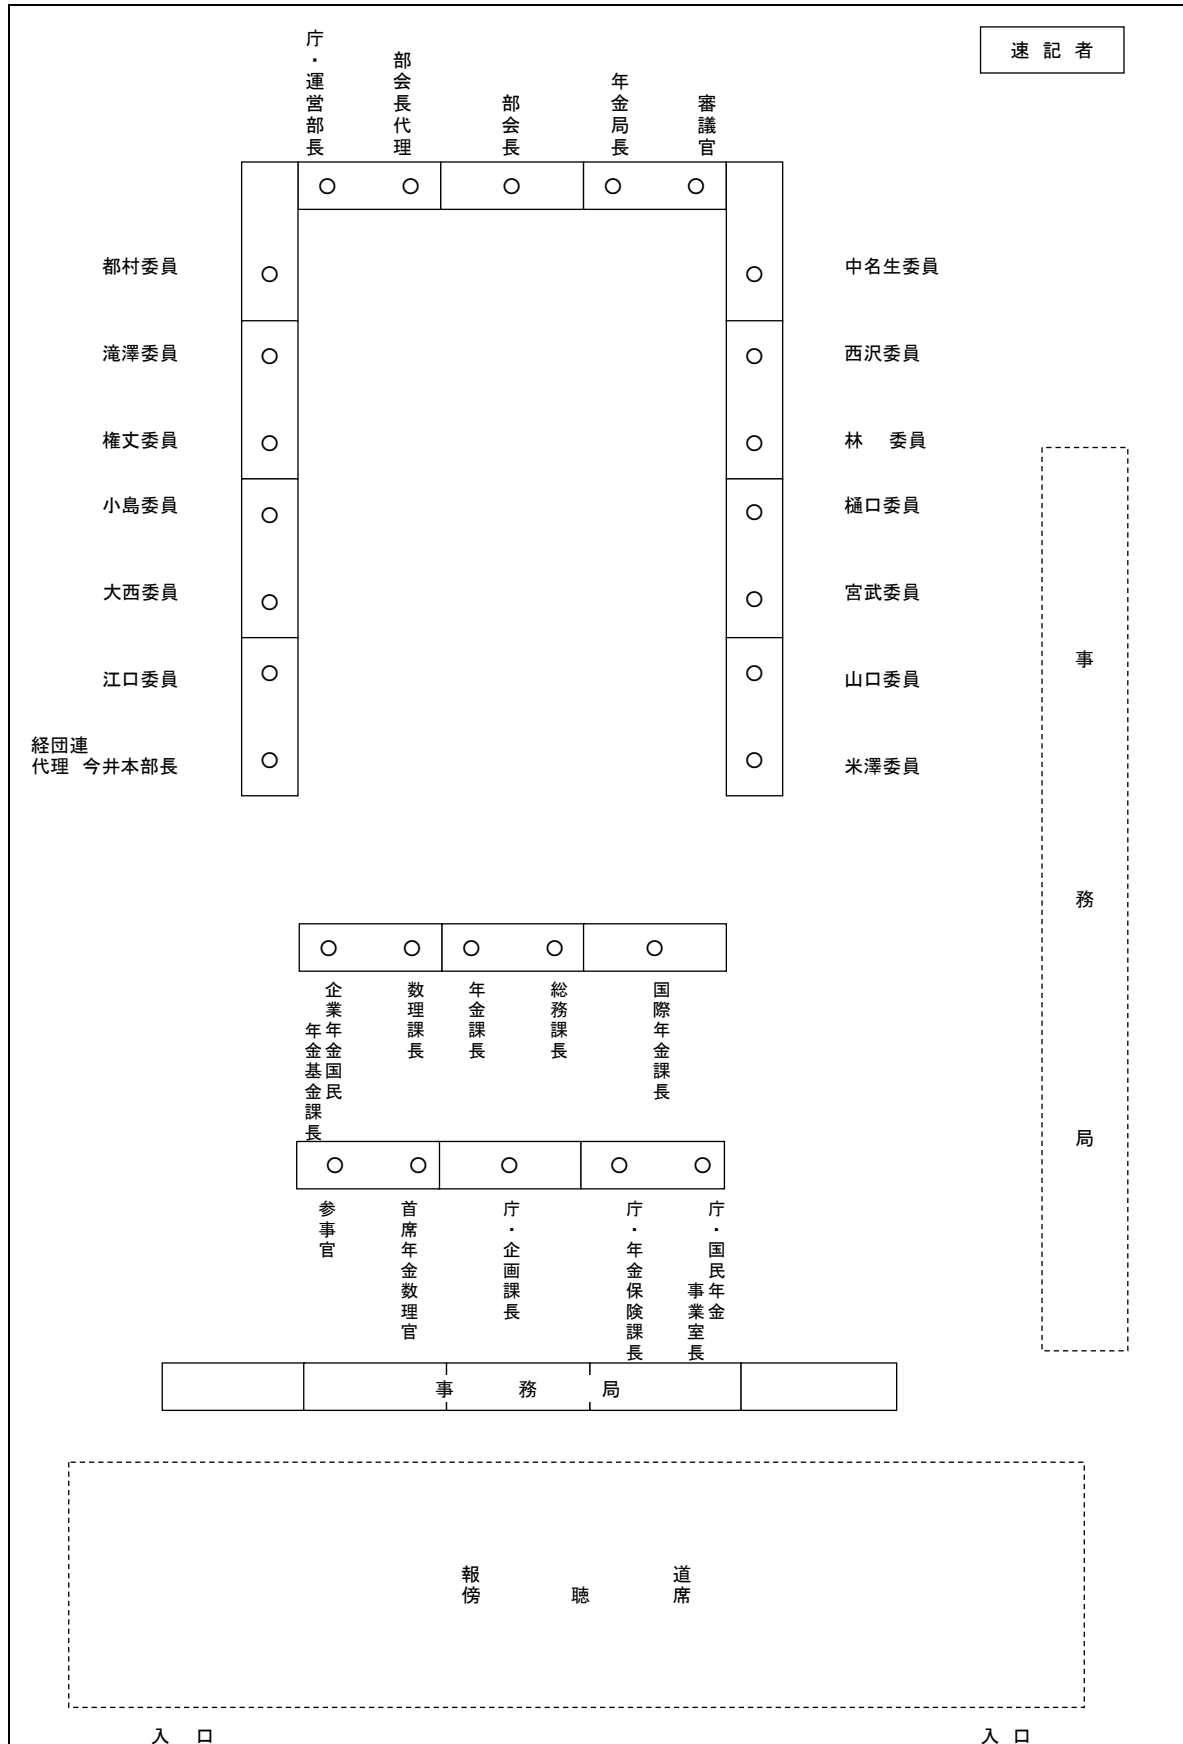 速記者
庁・運営部長
部会長代理
部会長
年金局長
審議官
都村委員
中名生委員
滝澤委員
西沢委員
権丈委員
林　委員
小島委員
樋口委員
大西委員
宮武委員
江口委員
山口委員
経団連
代理 今井本部長
米澤委員
事務局
企業年金国民
年金基金課長
数理課長
年金課長
総務課長
国際年金課長
参事官
首席年金数理官
庁・企画課長
庁・年金保険課長
庁・国民年金
事業室長
事　務　局
報　道
傍　聴　席
入　口
入　口